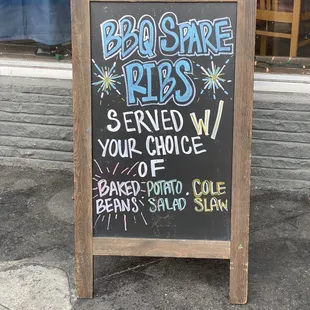 BBQ SPARE
RIBS
SERVED W/
YOUR CHOICE
OF
BAKED POTATO . COLE
BEANS SALAD SLAW